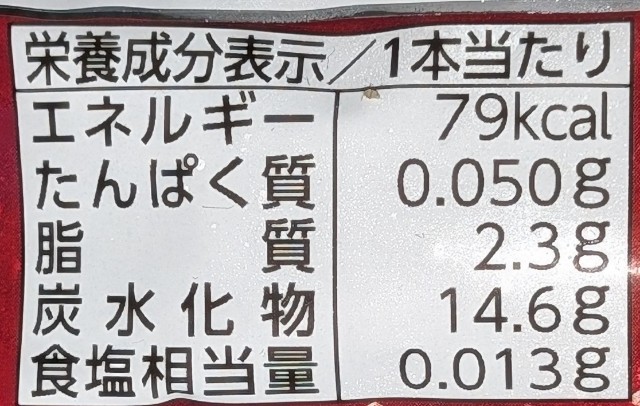 栄養成分表示／1本当たり
エネルギー 79kcal
たんぱく質 0.050g
脂質 2.3g
炭水化物 14.6g
食塩相当量 0.013g